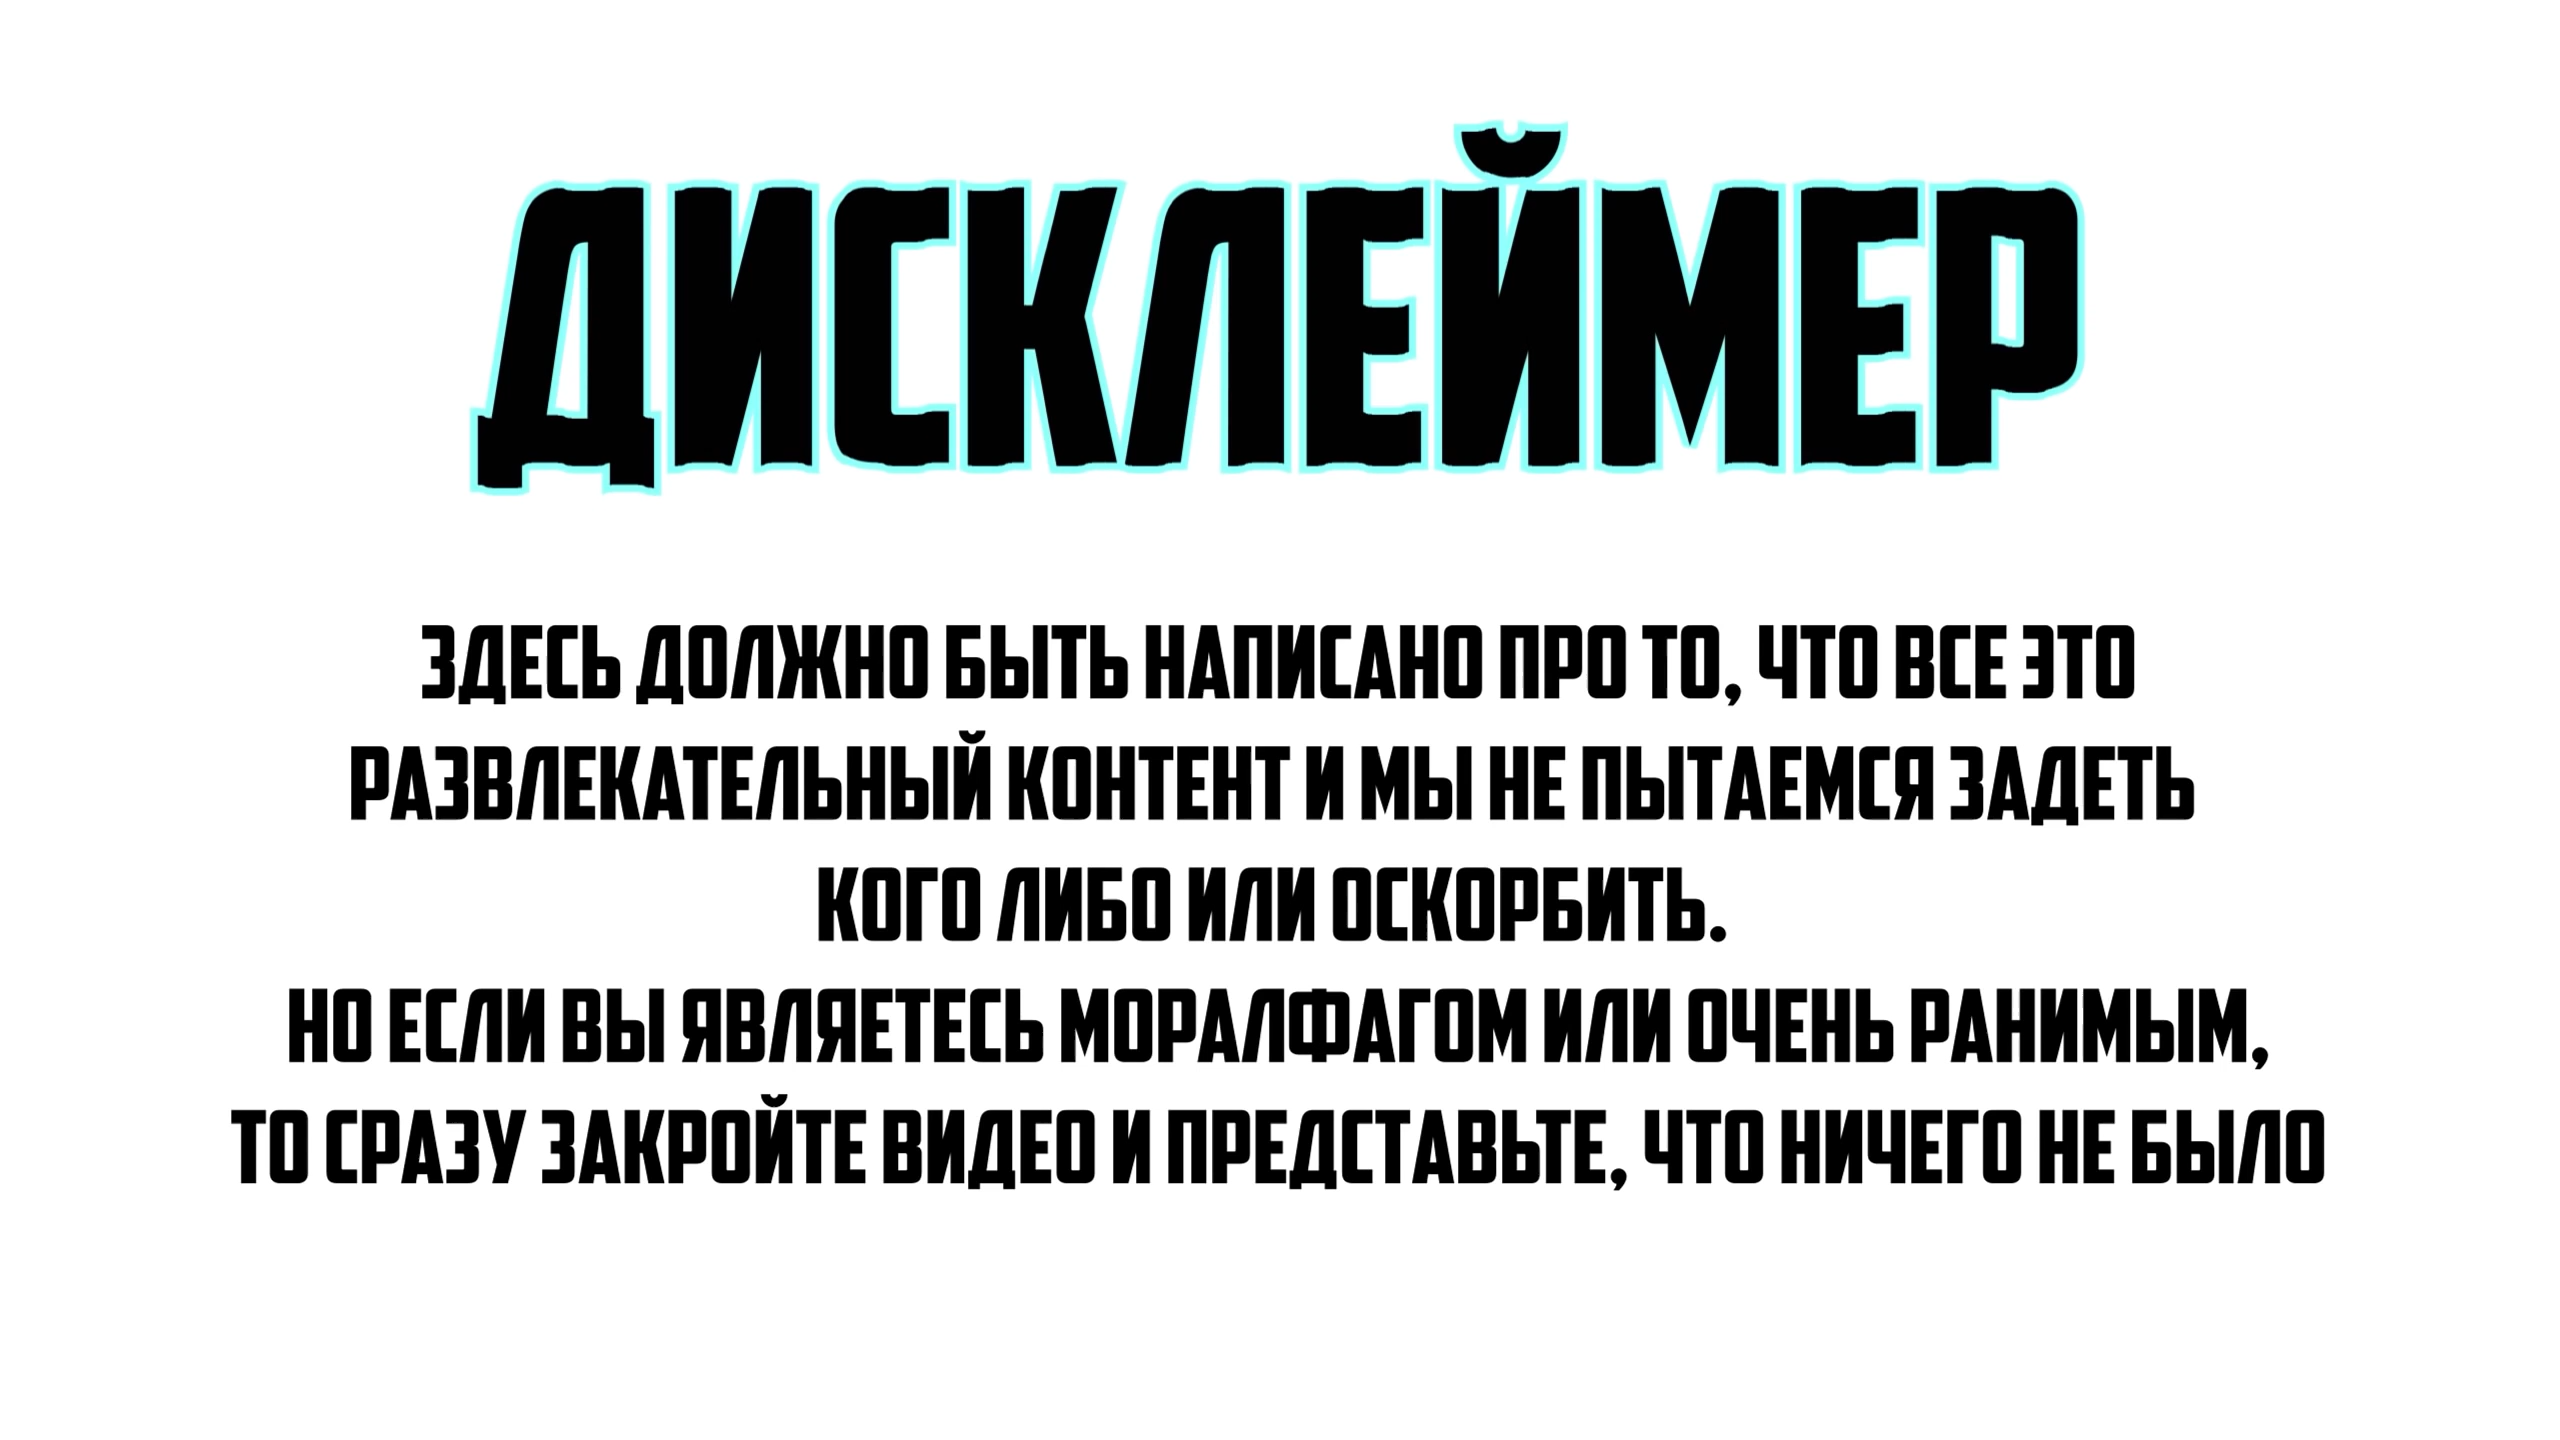 ДИСКЛЕЙМЕР
ЗДЕСЬ ДОЛЖНО БЫТЬ НАПИСАНО ПРО ТО, ЧТО ВСЕ ЭТО
РАЗВЛЕКАТЕЛЬНЫЙ КОНТЕНТ И МЫ НЕ ПЫТАЕМСЯ ЗАДЕТЬ
КОГО ЛИБО ИЛИ ОСКОРБИТЬ.
НО ЕСЛИ ВЫ ЯВЛЯЕТЕСЬ МОРАЛФАГОМ ИЛИ ОЧЕНЬ РАНИМЫМ,
ТО СРАЗУ ЗАКРОЙТЕ ВИДЕО И ПРЕДСТАВЬТЕ, ЧТО НИЧЕГО НЕ БЫЛО